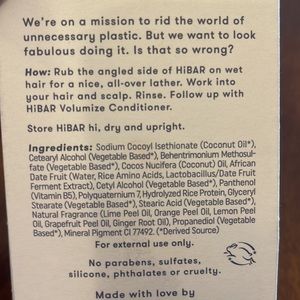 We're on a mission to rid the world of
unnecessary plastic. But we want to look
fabulous doing it. Is that so wrong?
How: Rub the angled side of HiBAR on wet
hair for a nice, all-over lather. Work into
your hair and scalp. Rinse. Follow up with
HiBAR Volumize Conditioner.
Store HiBAR hi, dry and upright.
Ingredients: Sodium Cocoyl Isethionate (Coconut Oil*),
Cetearyl Alcohol (Vegetable Based*), Behentrimonium Methosul-
fate (Vegetable Based*), Cocos Nucifera (Coconut) Oil, African
Date Fruit (Water, Rice Amino Acids, Lactobacillus/Date Fruit
Ferment Extract), Cetyl Alcohol (Vegetable Based*), Panthenol
(Vitamin B5), Polyquaternium 7, Hydrolyzed Rice Protein, Glyceryl
Stearate (Vegetable Based*), Stearic Acid (Vegetable Based*),
Natural Fragrance (Lime Peel Oil, Orange Peel Oil, Lemon Peel
Oil, Grapefruit Peel Oil, Ginger Root Oil), Propanediol (Vegetable
Based*), Mineral Pigment CI 77492. (*Derived Source)
For external use only.
No parabens, sulfates,
silicone, phthalates or cruelty.
Made with love by